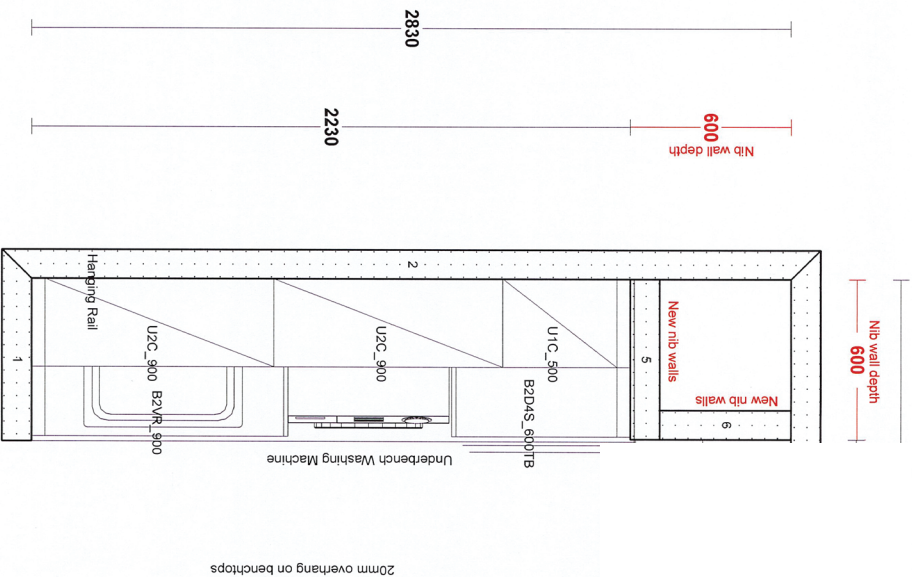 2830
2230
600
Nib wall depth
2
Hanging Rail
1
U2C_900
U2C_900
U1C_500
5
New nib walls
New nib walls
6
Nib wall depth
600
B2VR_900
B2D4S_600TB
Underbench Washing Machine
20mm overhang on benchtops